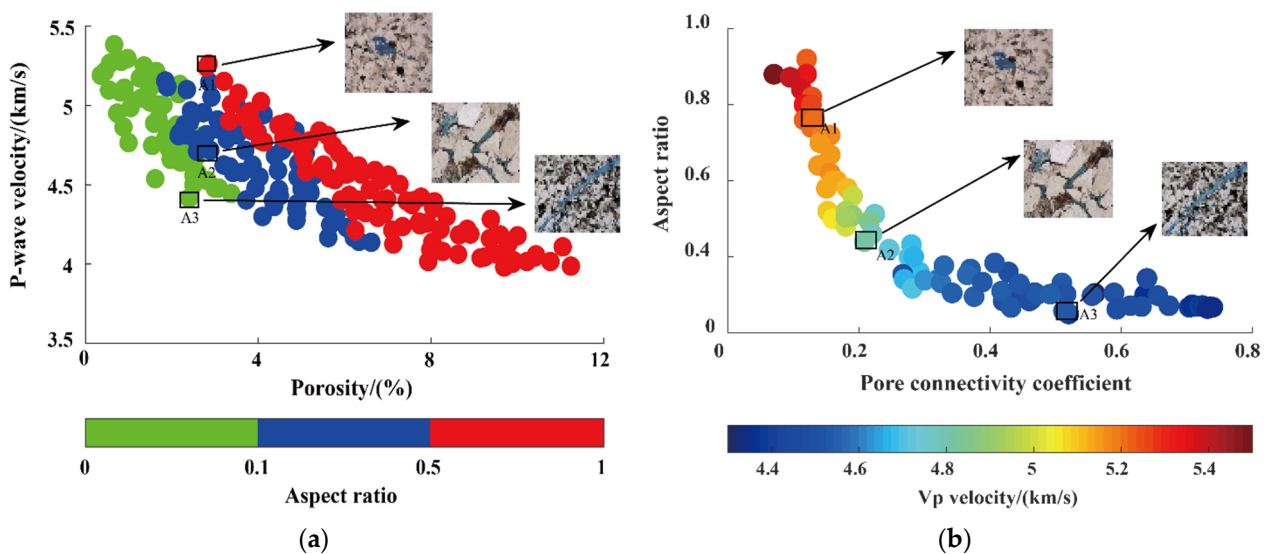 5.5
5
4.5
4
3.5
P-wave velocity/(km/s)
A1
A2
A3
0
4
8
12
Porosity/(%)
0
0.1
0.5
1
Aspect ratio
(a)
1.0
0.8
0.6
0.4
0.2
0
Aspect ratio
A1
A2
A3
0
0.2
0.4
0.6
0.8
Pore connectivity coefficient
4.4
4.6
4.8
5
5.2
5.4
Vp velocity/(km/s)
(b)